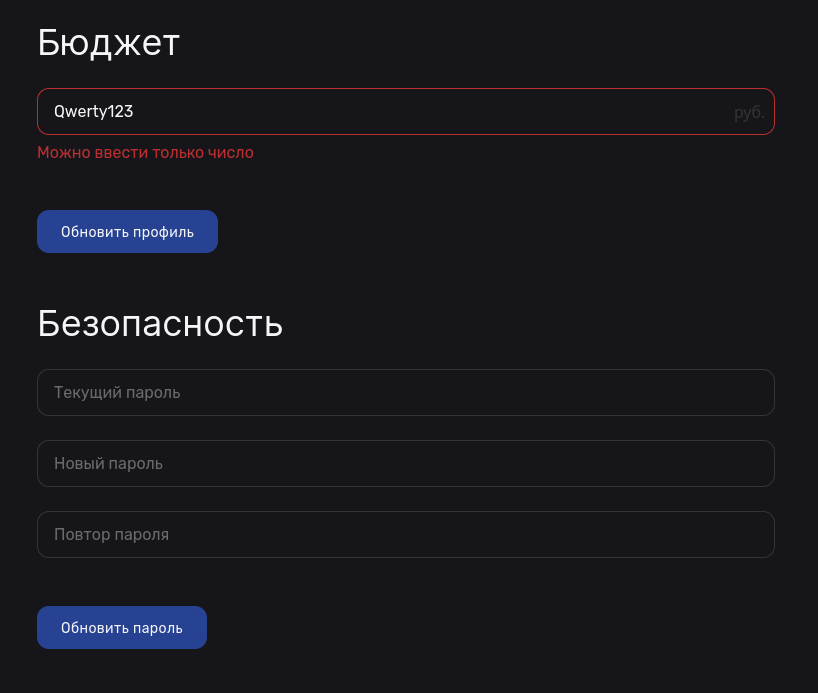 Бюджет
Qwerty123 руб.
Можно ввести только число
Обновить профиль
Безопасность
Текущий пароль
Новый пароль
Повтор пароля
Обновить пароль